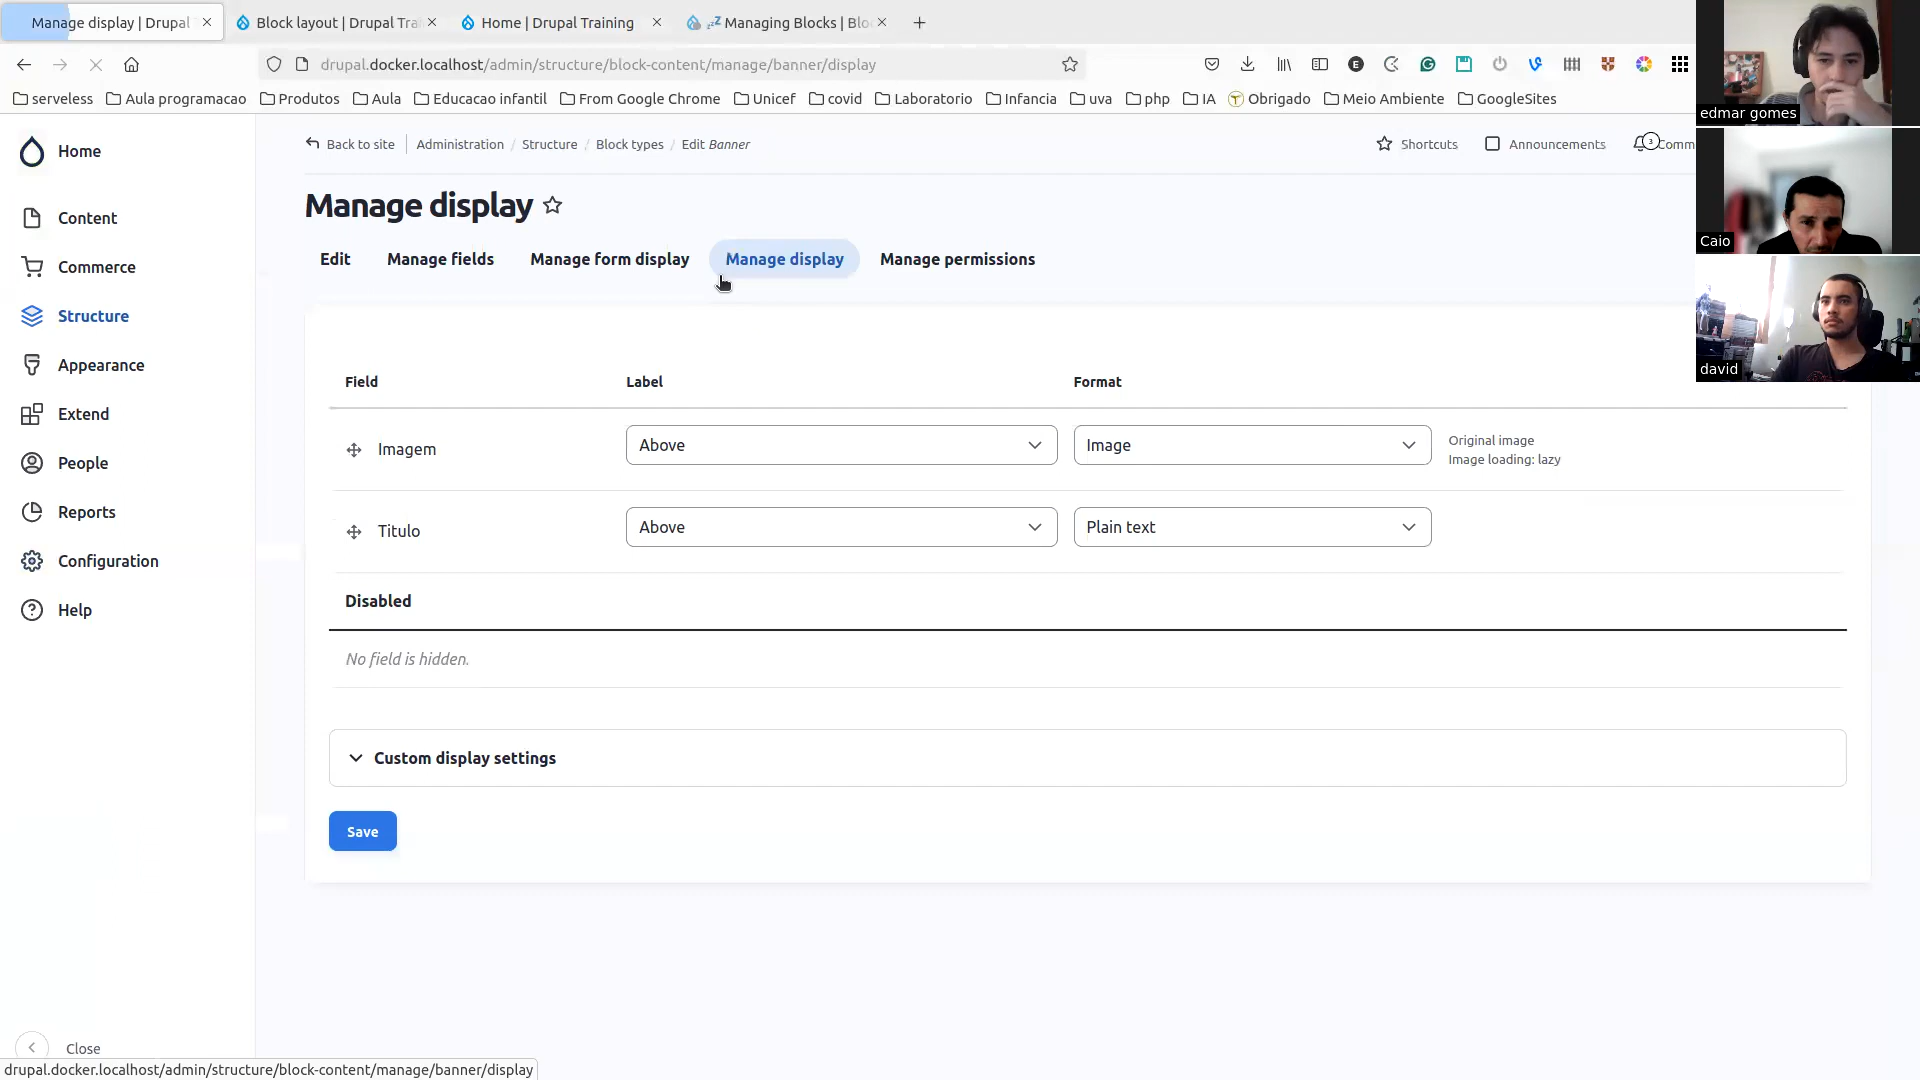 Manage display | Drupal
Block layout | Drupal Tra
Home | Drupal Training
Managing Blocks | Blo
drupal.docker.localhost/admin/structure/block-content/manage/banner/display
serveless
Aula programacao
Produtos
Aula
Educacao infantil
From Google Chrome
Unicef
covid
Laboratorio
Infancia
uva
php
IA
Obrigado
Meio Ambiente
GoogleSites
edmar gomes
Caio
david
Home
Content
Commerce
Structure
Appearance
Extend
People
Reports
Configuration
Help
Close
Back to site
Administration / Structure / Block types / Edit Banner
Shortcuts
Announcements
3
Comm
Manage display
Edit
Manage fields
Manage form display
Manage display
Manage permissions
Field
Label
Format
Imagem
Above
Image
Original image
Image loading: lazy
Titulo
Above
Plain text
Disabled
No field is hidden.
Custom display settings
Save
drupal.docker.localhost/admin/structure/block-content/manage/banner/display